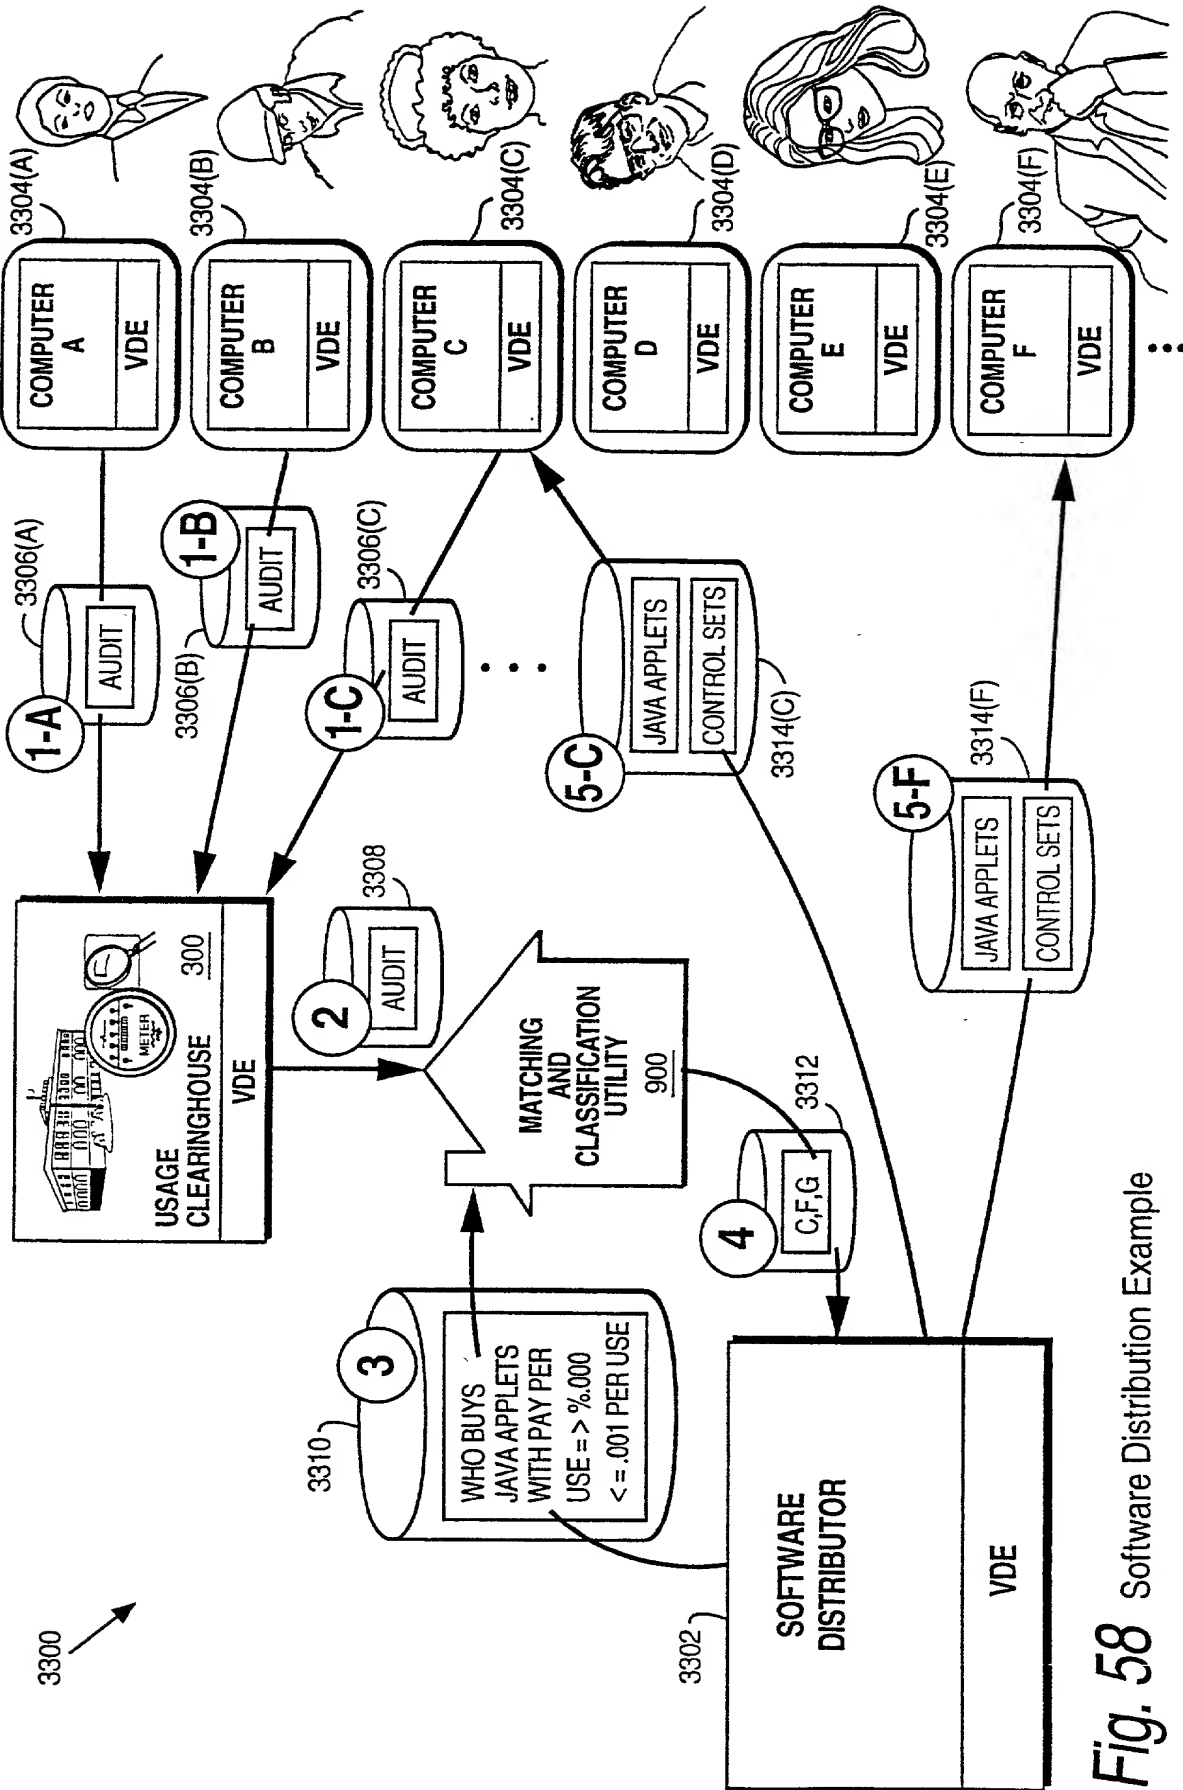 3300
USAGE
CLEARINGHOUSE
300
METER
VDE
1-A
AUDIT
3306(A)
1-B
AUDIT
3306(B)
1-C
AUDIT
3306(C)
COMPUTER
A
VDE
3304(A)
COMPUTER
B
VDE
3304(B)
COMPUTER
C
VDE
3304(C)
COMPUTER
D
VDE
3304(D)
COMPUTER
E
VDE
3304(E)
COMPUTER
F
VDE
3304(F)
2
AUDIT
3308
3310
3
WHO BUYS
JAVA APPLETS
WITH PAY PER
USE = > %.000
< = .001 PER USE
MATCHING
AND
CLASSIFICATION
UTILITY
900
4
C,F,G
3312
5-C
JAVA APPLETS
CONTROL SETS
3314(C)
5-F
JAVA APPLETS
CONTROL SETS
3314(F)
3302
SOFTWARE
DISTRIBUTOR
VDE
Fig. 58 Software Distribution Example